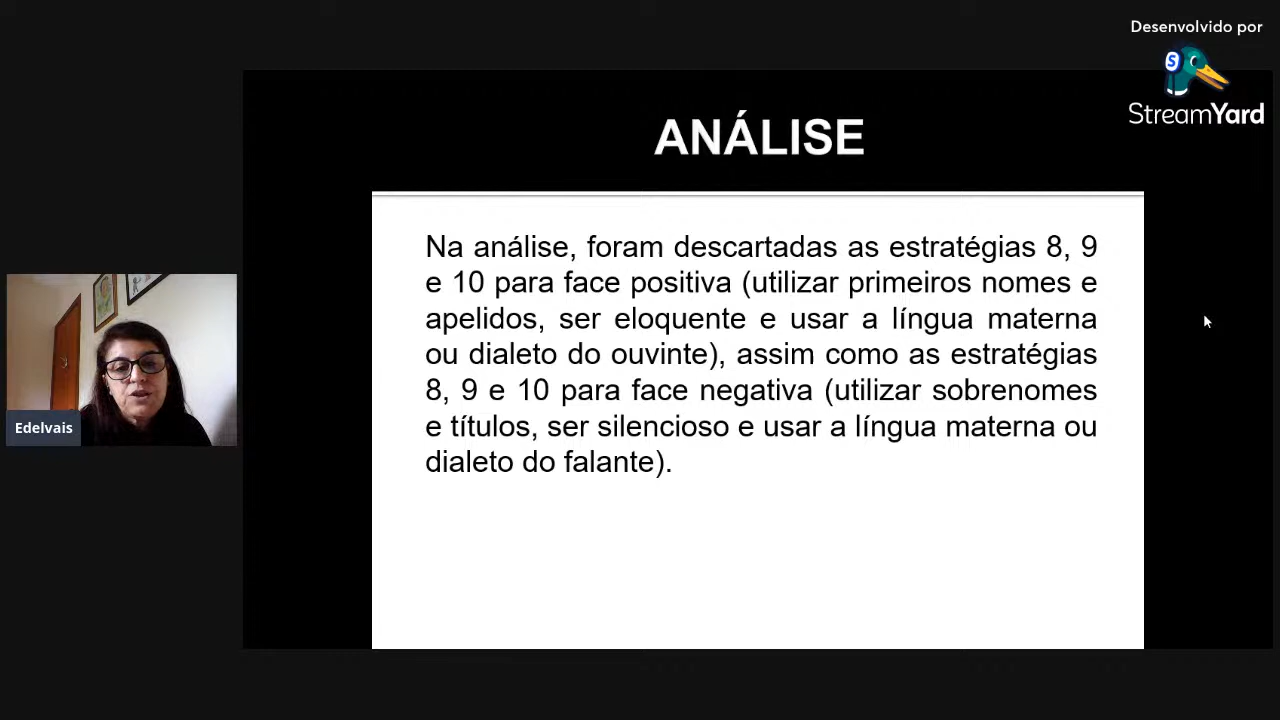 Desenvolvido por
StreamYard
ANÁLISE
Na análise, foram descartadas as estratégias 8, 9
e 10 para face positiva (utilizar primeiros nomes e
apelidos, ser eloquente e usar a língua materna
ou dialeto do ouvinte), assim como as estratégias
8, 9 e 10 para face negativa (utilizar sobrenomes
e títulos, ser silencioso e usar a língua materna ou
dialeto do falante).
Edelvais